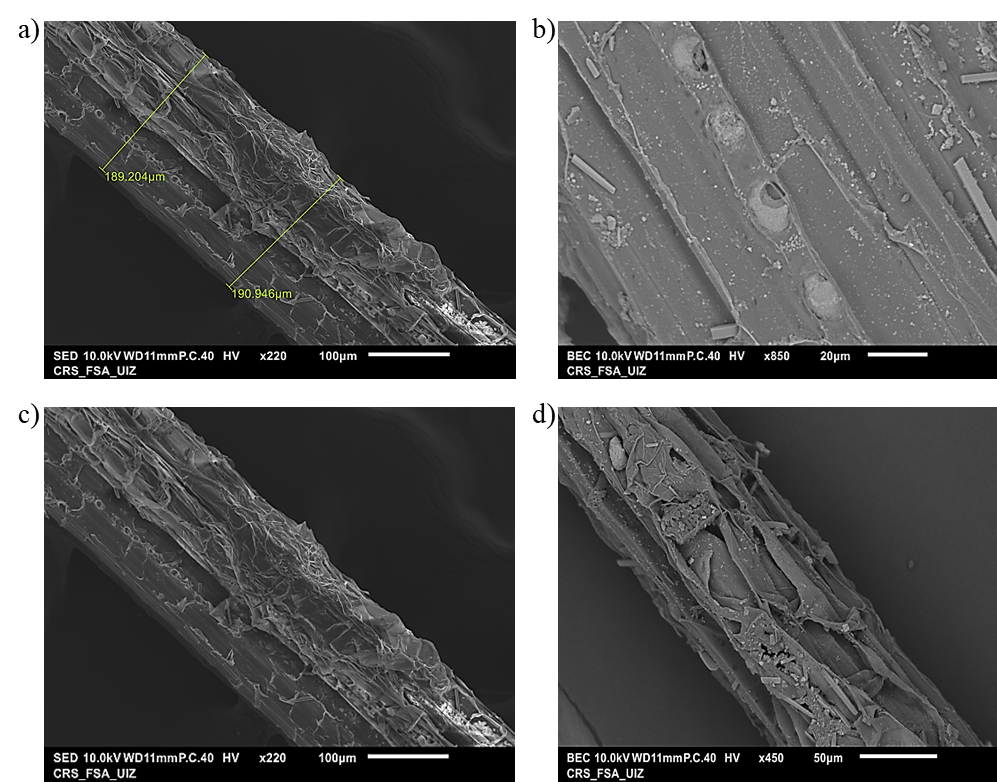 a)
b)
189.204µm
190.946µm
SED 10.0kV WD11mmP.C.40 HV x220 100µm
CRS_FSA_UIZ
BEC 10.0kV WD11mmP.C.40 HV x850 20µm
CRS_FSA_UIZ
c)
d)
SED 10.0kV WD11mmP.C.40 HV x220 100µm
CRS_FSA_UIZ
BEC 10.0kV WD11mmP.C.40 HV x450 50µm
CRS_FSA_UIZ